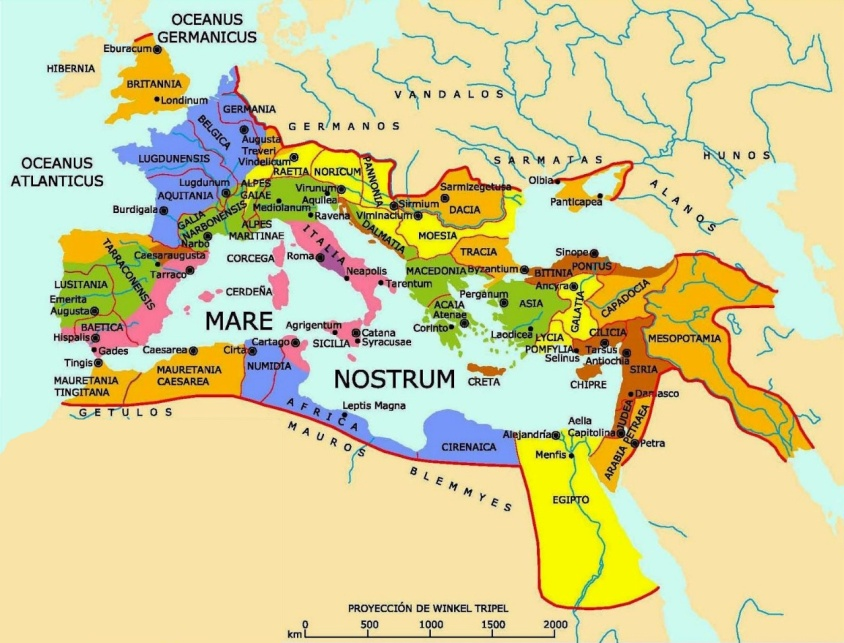 OCEANUS
GERMANICUS
Eburacum
HIBERNIA
BRITANNIA
Londinum
VANDALOS
GERMANIA
BELGICA
GERMANOS
OCEANUS
ATLANTICUS
LUGDUNENSIS
Augusta
Treveri
Vindelicum
SARMATAS
HUNOS
RAETIA
NORICUM
PANNONIA
Olbia
ALANOS
Lugdunum
ALPES
GAIAE
Virunum
Sarmizegetusa
AQUITANIA
Aquilea
Sirmium
Panticapea
Mediolanum
DACIA
Burdigala
GALIA
NARBONENSIS
Ravena
Viminacium
ALPES
MARITINAE
DALMATIA
MOESIA
Narbo
ITALIA
TARRACONENSIS
Caesaraugusta
CORCEGA
Roma
TRACIA
Sinope
PONTUS
Tarraco
Neapolis
MACEDONIA
Byzantium
BITINIA
LUSITANIA
CERDEÑA
Tarentum
Ancyra
GALATIA
CAPADOCIA
Emerita
Augusta
Perganum
ACAIA
Atenae
ASIA
MARE
BAETICA
Agrigentum
Catana
Corinto
Laodicea
LYCIA
CILICIA
MESOPOTAMIA
Hispalis
Cartago
SICILIA
Syracusae
POMFYLIA
Tarsus
Gades
Caesarea
Cirta
Selinus
Antiochia
SIRIA
Tingis
NUMIDIA
NOSTRUM
CRETA
CHIPRE
MAURETANIA
TINGITANA
MAURETANIA
CAESAREA
Damasco
GETULOS
AFRICA
Leptis Magna
JUDEA
Aella
Capitolina
ARABIA PETRAEA
MAUROS
Alejandría
Petra
CIRENAICA
Menfis
BLEMMYES
EGIPTO
PROYECCIÓN DE WINKEL TRIPEL
0 500 1000 1500 2000
km